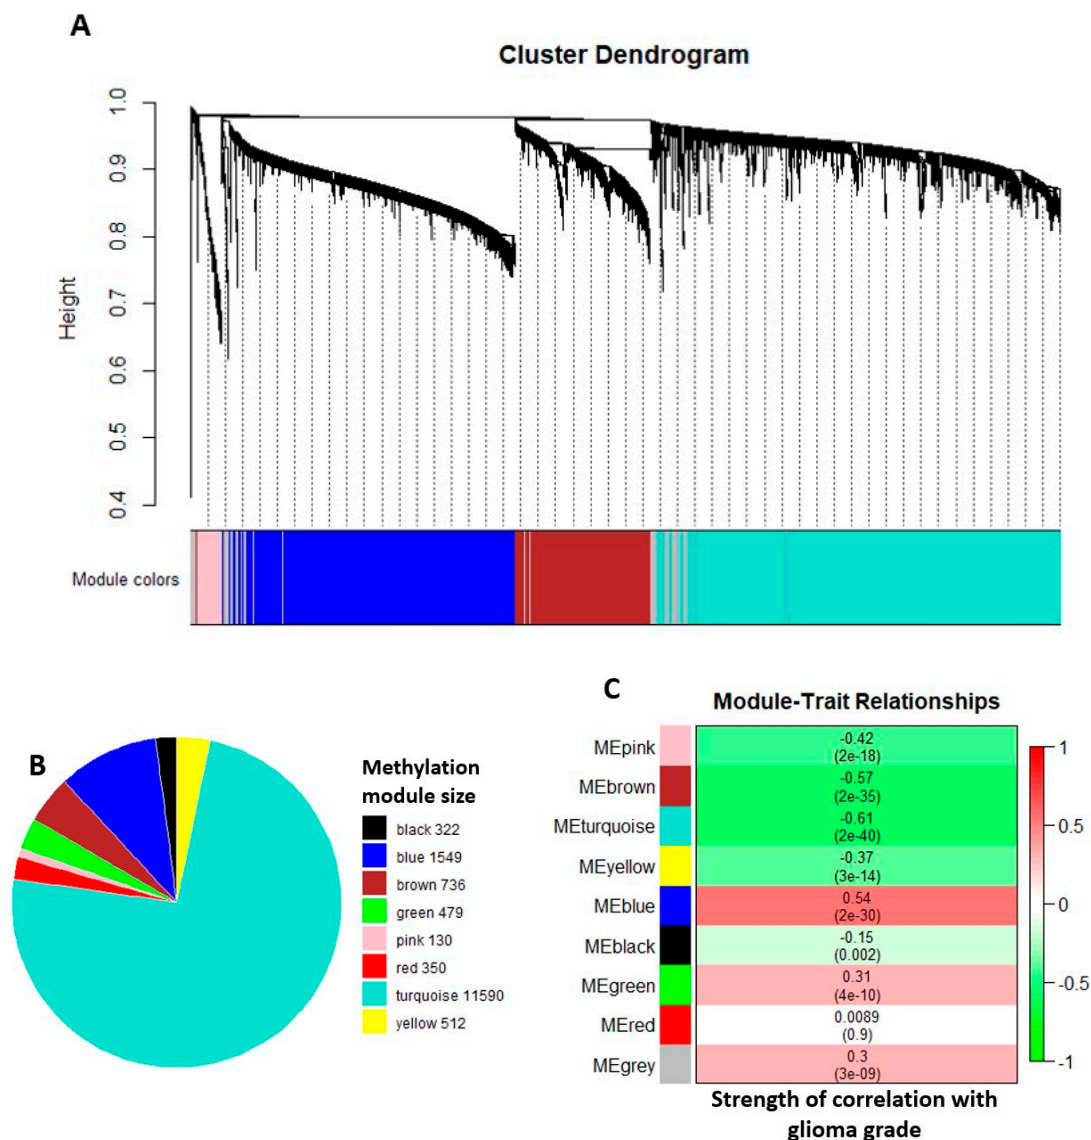 A
Cluster Dendrogram
Height
1.0
0.9
0.8
0.7
0.6
0.5
0.4
Module colors
B
Methylation
module size
black 322
blue 1549
brown 736
green 479
pink 130
red 350
turquoise 11590
yellow 512
C
Module-Trait Relationships
MEpink
-0.42
(2e-18)
MEbrown
-0.57
(2e-35)
MEturquoise
-0.61
(2e-40)
MEyellow
-0.37
(3e-14)
MEblue
0.54
(2e-30)
MEblack
-0.15
(0.002)
MEgreen
0.31
(4e-10)
MEred
0.0089
(0.9)
MEgrey
0.3
(3e-09)
1
0.5
0
-0.5
-1
Strength of correlation with
glioma grade